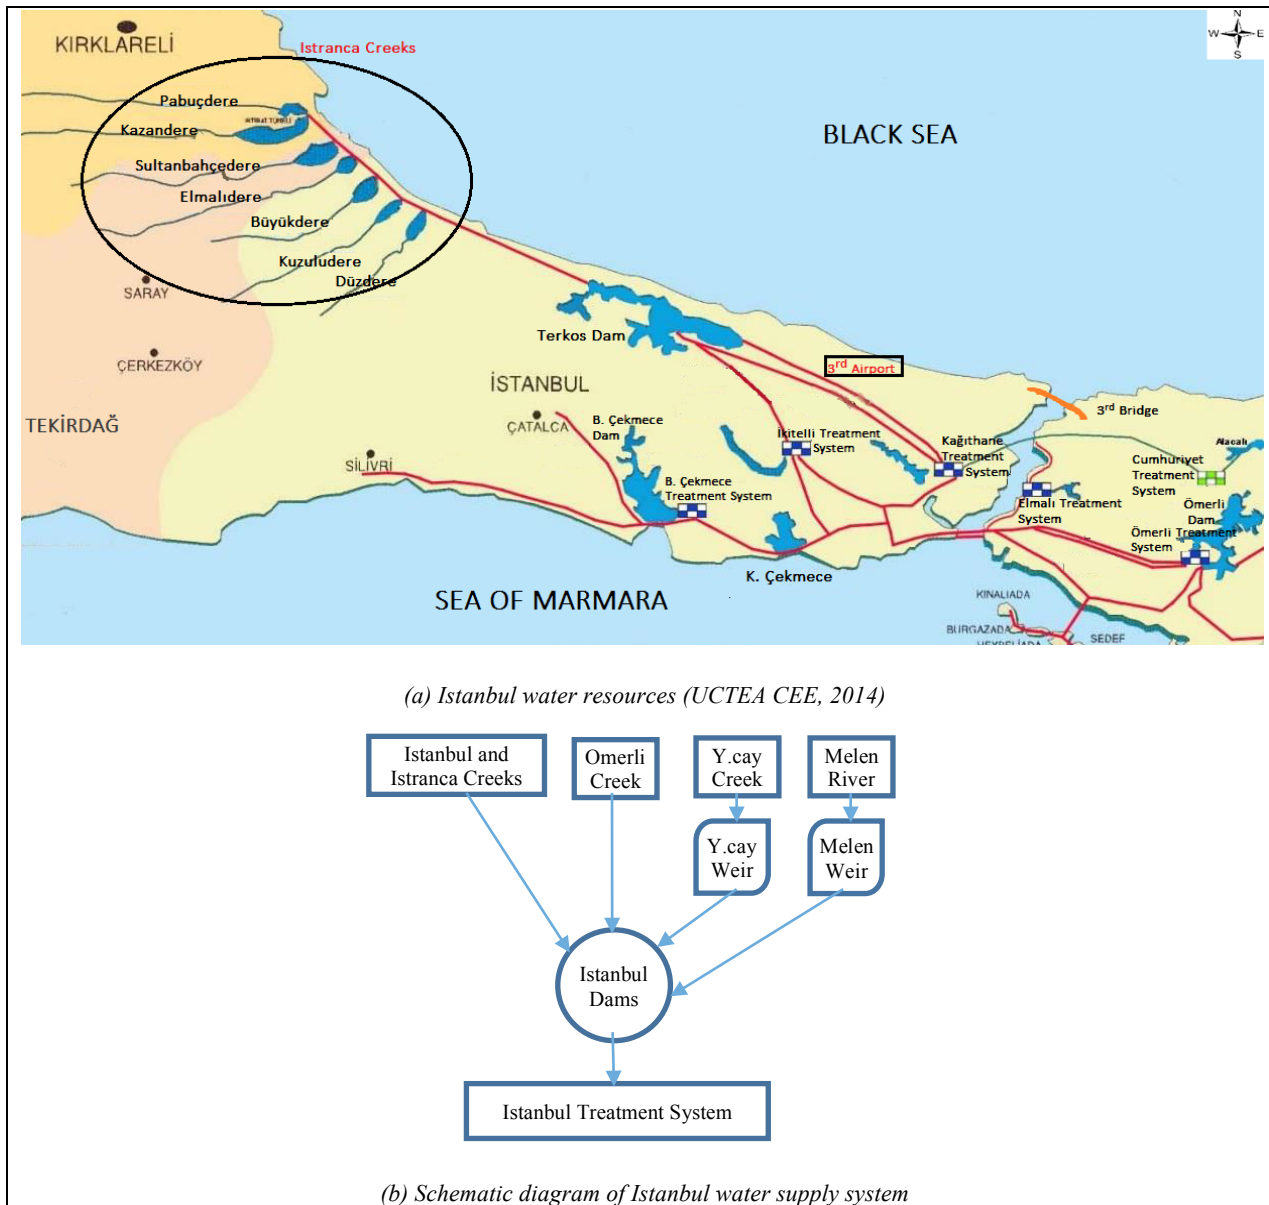 KIRKLARELİ
Istranca Creeks
N
W
E
S
Pabuçdere
Kazandere
BLACK SEA
Sultanbahçedere
Elmalıdere
Büyükdere
Kuzuludere
Düzdere
SARAY
Terkos Dam
ÇERKEZKÖY
3rd Airport
İSTANBUL
TEKİRDAĞ
ÇATALCA
B. Çekmece
Dam
3rd Bridge
İkitelli Treatment
System
Kağıthane
Treatment
System
Alacalı
Cumhuriyet
Treatment
System
SİLİVRİ
B. Çekmece
Treatment System
Elmalı Treatment
System
Ömerli
Dam
Ömerli Treatment
System
K. Çekmece
SEA OF MARMARA
KINALIADA
BURGAZADA
HEYBELİADA
SEDEF
(a) Istanbul water resources (UCTEA CEE, 2014)
Istanbul and
Istranca Creeks
Omerli
Creek
Y.cay
Creek
Melen
River
Y.cay
Weir
Melen
Weir
Istanbul
Dams
Istanbul Treatment System
(b) Schematic diagram of Istanbul water supply system